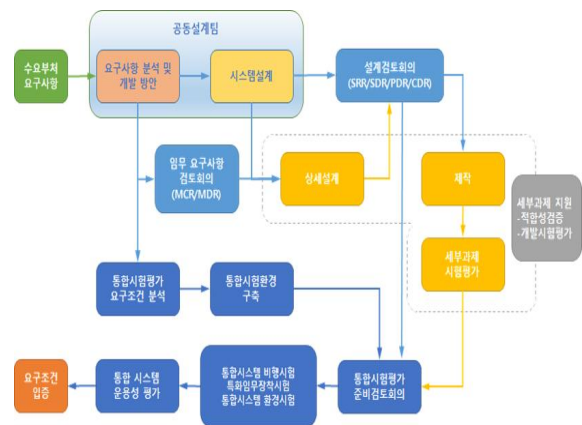 공동설계팀
수요부처
요구사항
요구사항 분석 및
개발 방안
시스템설계
설계검토회의
(SRR/SDR/PDR/CDR)
임무 요구사항
검토회의
(MCR/MDR)
상세설계
제작
세부과제 지원
-적합성검증
-개발시험평가
세부과제
시험평가
통합시험평가
요구조건 분석
통합시험환경
구축
요구조건
입증
통합 시스템
운용성 평가
통합시스템 비행시험
특화임무장착시험
통합시스템 환경시험
통합시험평가
준비검토회의